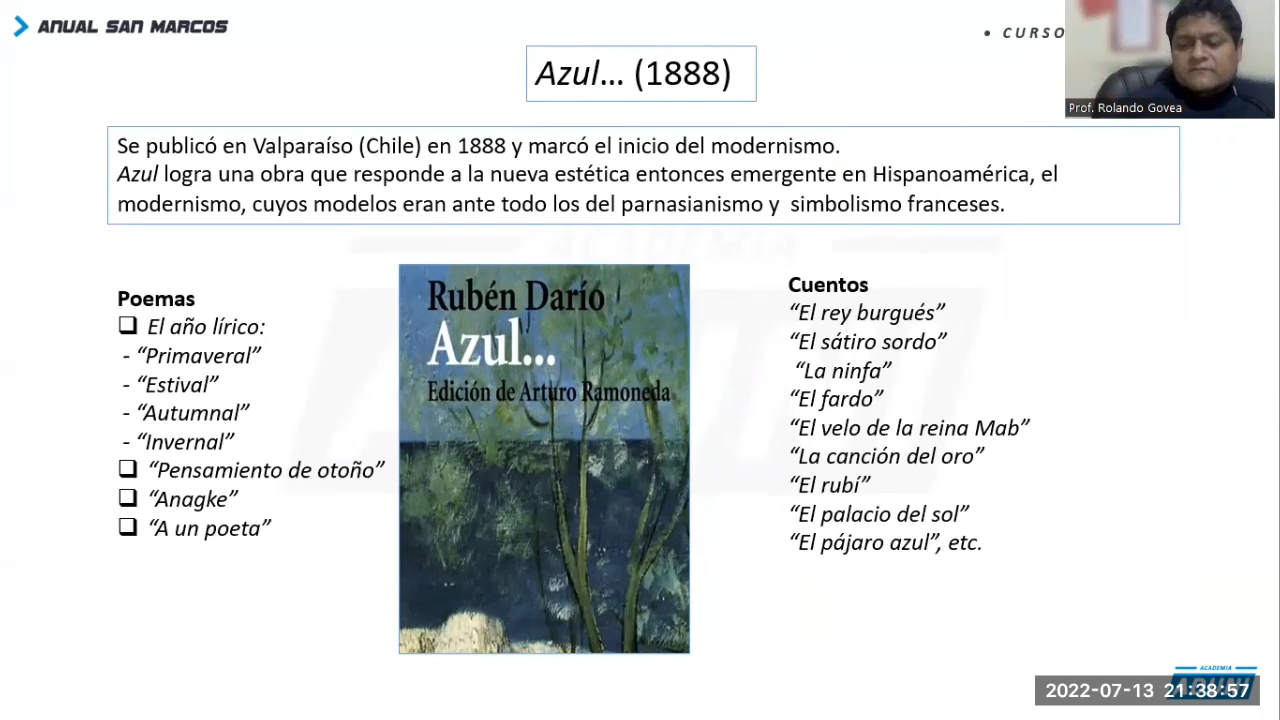 ANUAL SAN MARCOS
• CURSO
Azul... (1888)
Prof. Rolando Govea
Se publicó en Valparaíso (Chile) en 1888 y marcó el inicio del modernismo.
Azul logra una obra que responde a la nueva estética entonces emergente en Hispanoamérica, el
modernismo, cuyos modelos eran ante todo los del parnasianismo y simbolismo franceses.
ACADEMIA
Poemas
❑ El año lírico:
- “Primaveral”
- “Estival”
- “Autumnal”
- “Invernal”
❑ “Pensamiento de otoño”
❑ “Anagke”
❑ “A un poeta”
Rubén Darío
Azul...
Edición de Arturo Ramoneda
Cuentos
“El rey burgués”
“El sátiro sordo”
“La ninfa”
“El fardo”
“El velo de la reina Mab”
“La canción del oro”
“El rubí”
“El palacio del sol”
“El pájaro azul”, etc.
ACADEMIA
2022-07-13 21:38:57